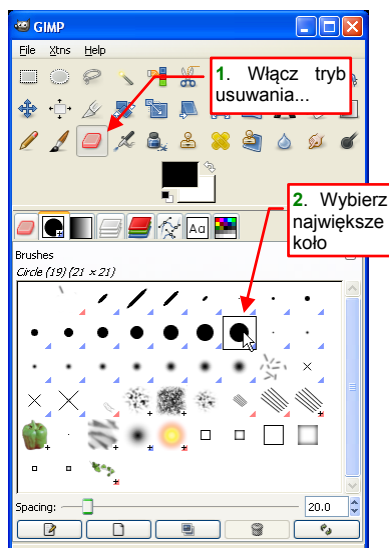 GIMP
File Xtns Help
1. Włącz tryb
usuwania...
2. Wybierz
największe
koło
Aa
Brushes
Circle (19) (21 × 21)
Spacing:
20.0